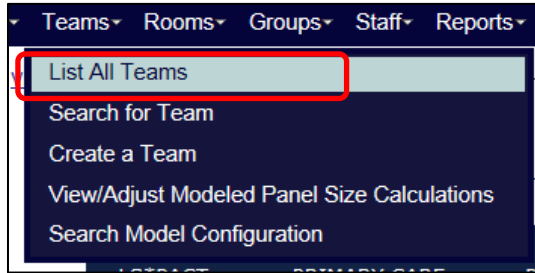 Teams Rooms Groups Staff Reports
List All Teams
Search for Team
Create a Team
View/Adjust Modeled Panel Size Calculations
Search Model Configuration